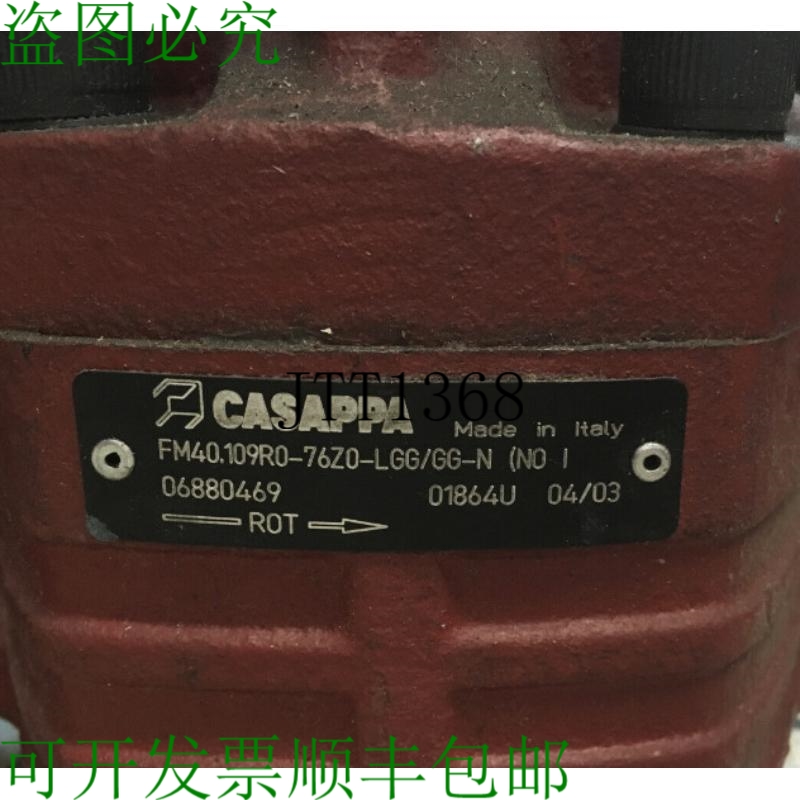 盗图必究
JTT1368
CASAPPA
Made in Italy
FM40.109R0-76Z0-LGG/GG-N (NO I
06880469 01864U 04/03
ROT
可开发票顺丰包邮